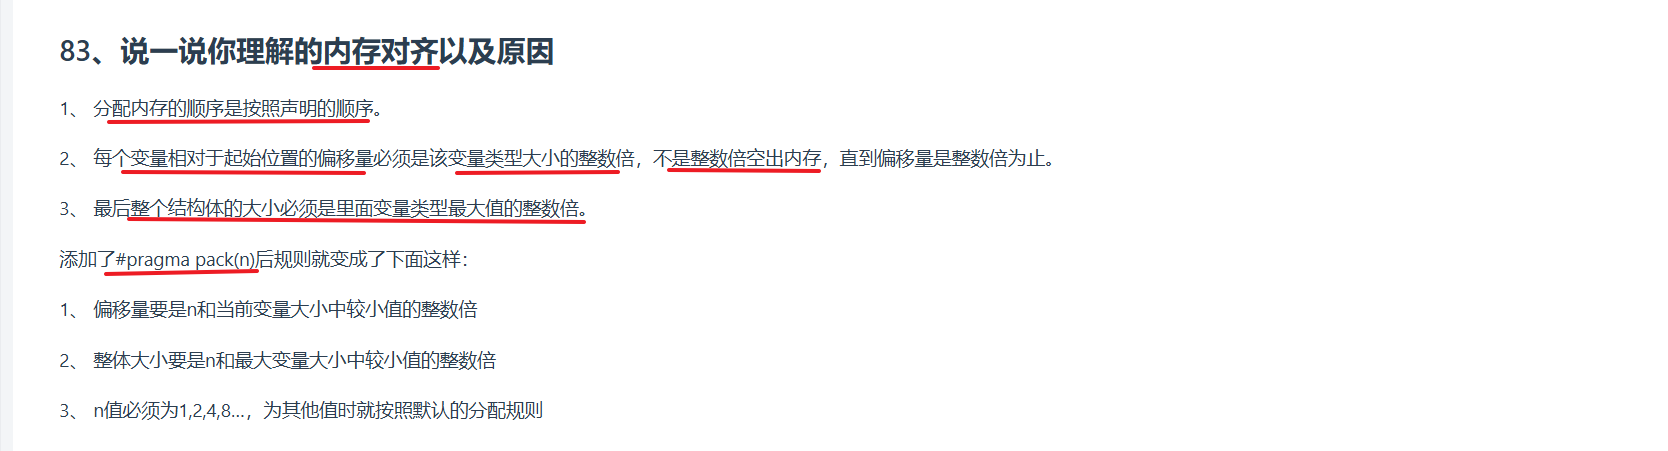 83、说一说你理解的内存对齐以及原因
1、 分配内存的顺序是按照声明的顺序。
2、 每个变量相对于起始位置的偏移量必须是该变量类型大小的整数倍，不是整数倍空出内存，直到偏移量是整数倍为止。
3、 最后整个结构体的大小必须是里面变量类型最大值的整数倍。
添加了#pragma pack(n)后规则就变成了下面这样：
1、 偏移量要是n和当前变量大小中较小值的整数倍
2、 整体大小要是n和最大变量大小中较小值的整数倍
3、 n值必须为1,2,4,8…，为其他值时就按照默认的分配规则